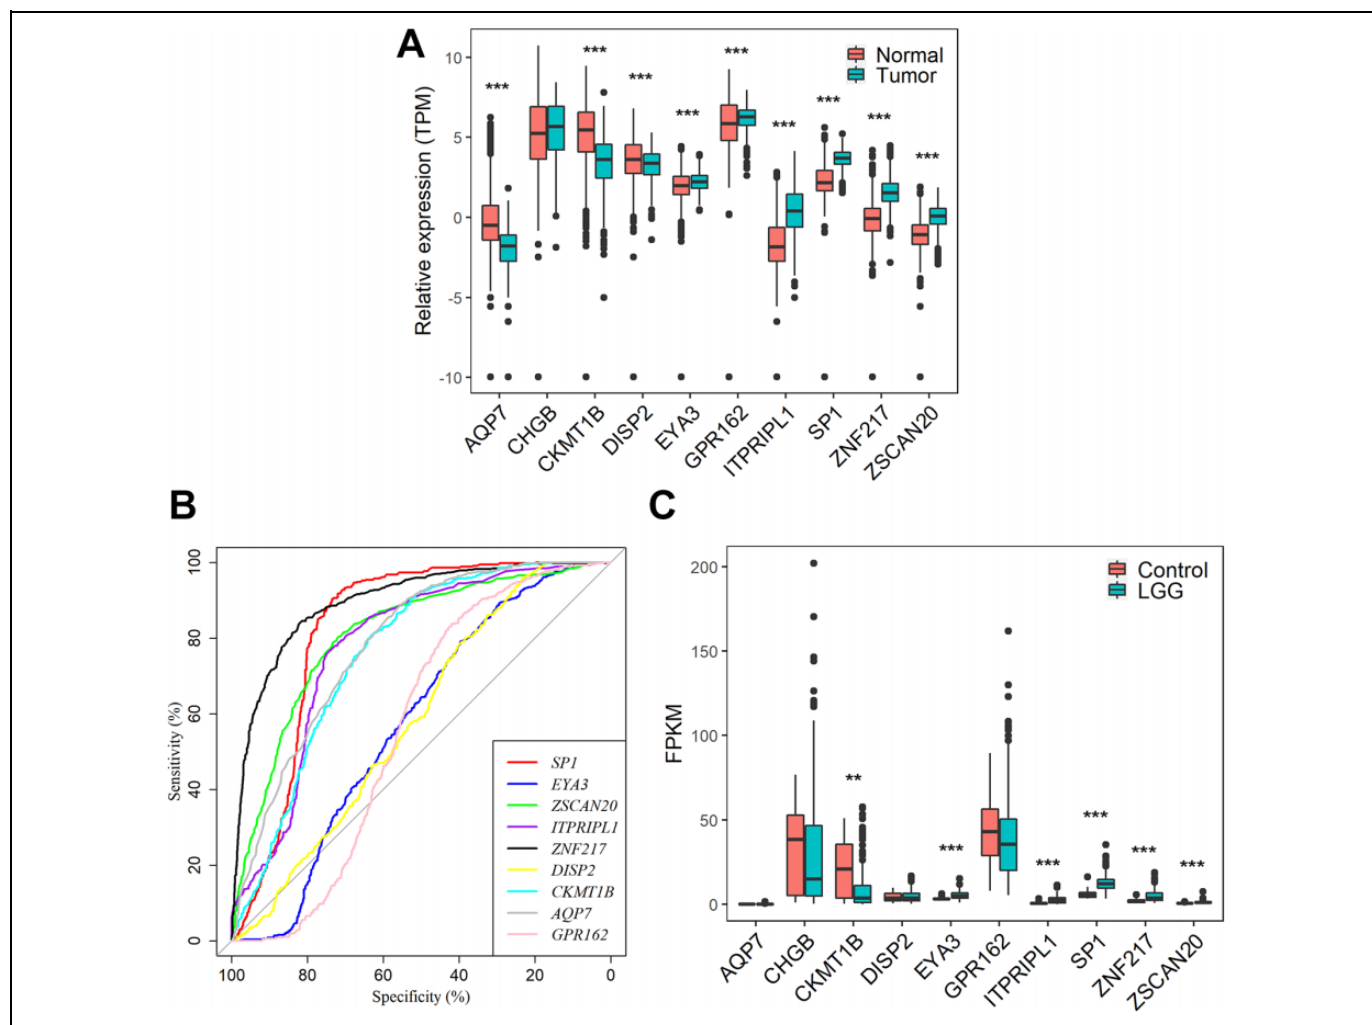 A
Relative expression (TPM)
10
5
0
-5
-10
*** *** *** *** *** *** *** *** ***
Normal
Tumor
AQP7 CHGB CKMT1B DISP2 EYA3 GPR162 ITPRIPL1 SP1 ZNF217 ZSCAN20
B
Sensitivity (%)
100
80
60
40
20
0
SP1
EYA3
ZSCAN20
ITPRIPL1
ZNF217
DISP2
CKMT1B
AQP7
GPR162
100 80 60 40 20 0
Specificity (%)
C
FPKM
200
150
100
50
0
Control
LGG
** *** *** *** *** ***
AQP7 CHGB CKMT1B DISP2 EYA3 GPR162 ITPRIPL1 SP1 ZNF217 ZSCAN20